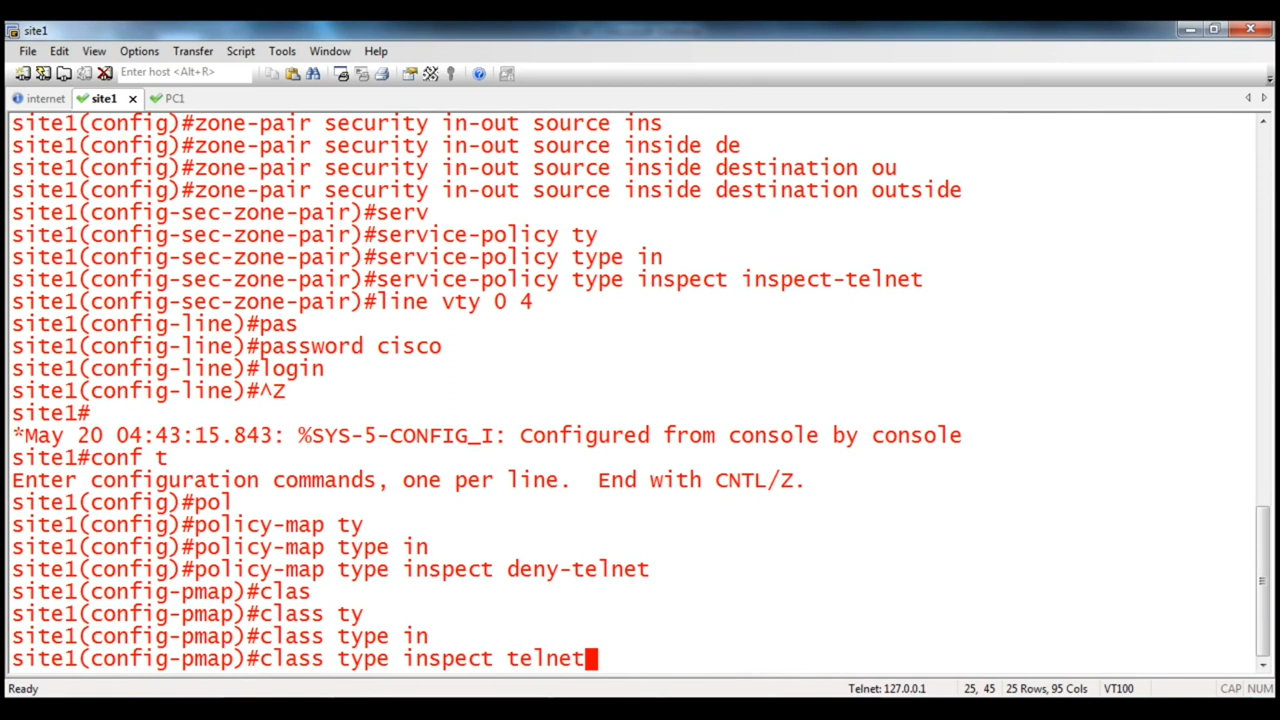 site1
File Edit View Options Transfer Script Tools Window Help
Enter host <Alt+R>
internet site1 PC1
site1(config)#zone-pair security in-out source ins
site1(config)#zone-pair security in-out source inside de
site1(config)#zone-pair security in-out source inside destination ou
site1(config)#zone-pair security in-out source inside destination outside
site1(config-sec-zone-pair)#serv
site1(config-sec-zone-pair)#service-policy ty
site1(config-sec-zone-pair)#service-policy type in
site1(config-sec-zone-pair)#service-policy type inspect inspect-telnet
site1(config-sec-zone-pair)#line vty 0 4
site1(config-line)#pas
site1(config-line)#password cisco
site1(config-line)#login
site1(config-line)#^Z
site1#
*May 20 04:43:15.843: %SYS-5-CONFIG_I: Configured from console by console
site1#conf t
Enter configuration commands, one per line.  End with CNTL/Z.
site1(config)#pol
site1(config)#policy-map ty
site1(config)#policy-map type in
site1(config)#policy-map type inspect deny-telnet
site1(config-pmap)#clas
site1(config-pmap)#class ty
site1(config-pmap)#class type in
site1(config-pmap)#class type inspect telnet
Ready Telnet: 127.0.0.1 25, 45 25 Rows, 95 Cols VT100 CAP NUM